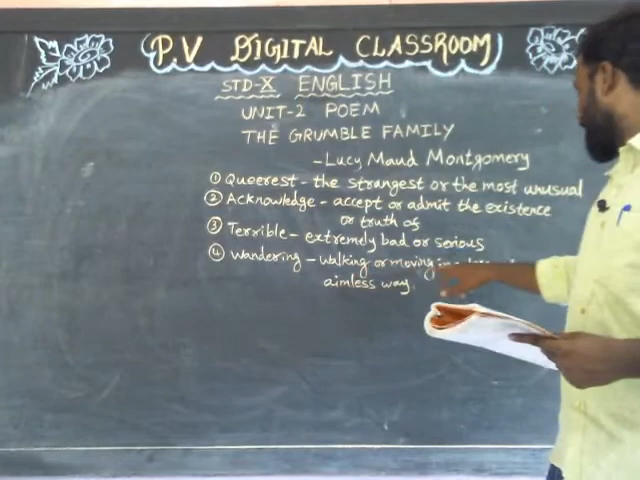 P.V DIGITAL CLASSROOM
STD-X ENGLISH
UNIT-2 POEM
THE GRUMBLE FAMILY
-Lucy Maud Montgomery
① Queerest - the strangest or the most unusual
② Acknowledge - accept or admit the existence
or truth of
③ Terrible - extremely bad or serious
④ Wandering - walking or moving
aimless way.